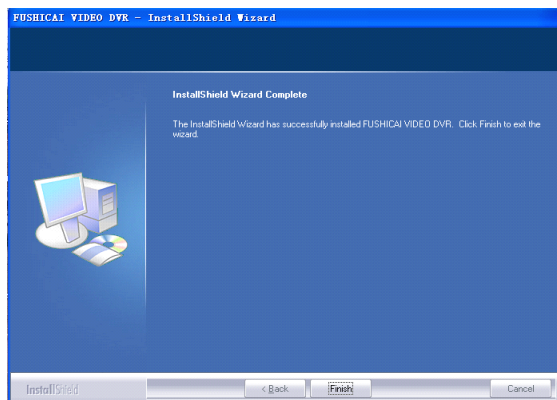 FUSHICAI VIDEO DVR - InstallShield Wizard
InstallShield Wizard Complete
The InstallShield Wizard has successfully installed FUSHICAI VIDEO DVR. Click Finish to exit the
wizard.
InstallShield
< Back
Finish
Cancel